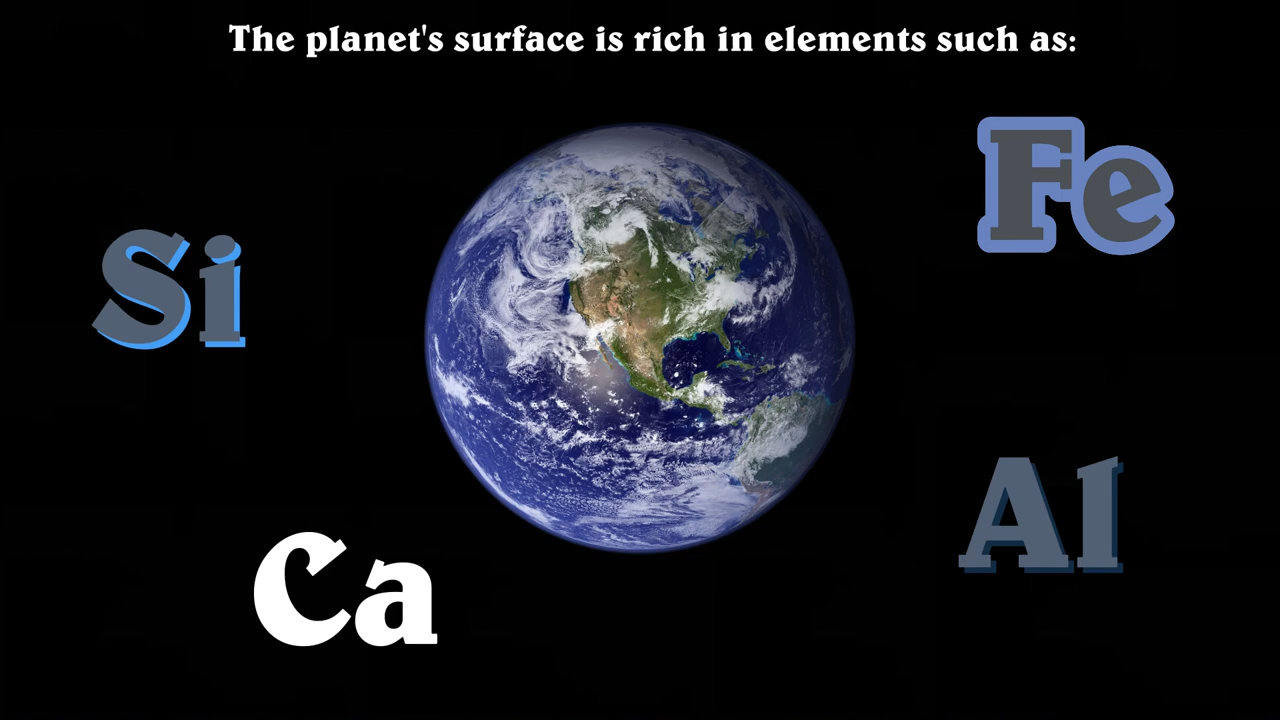 The planet's surface is rich in elements such as:
Fe
Si
Al
Ca